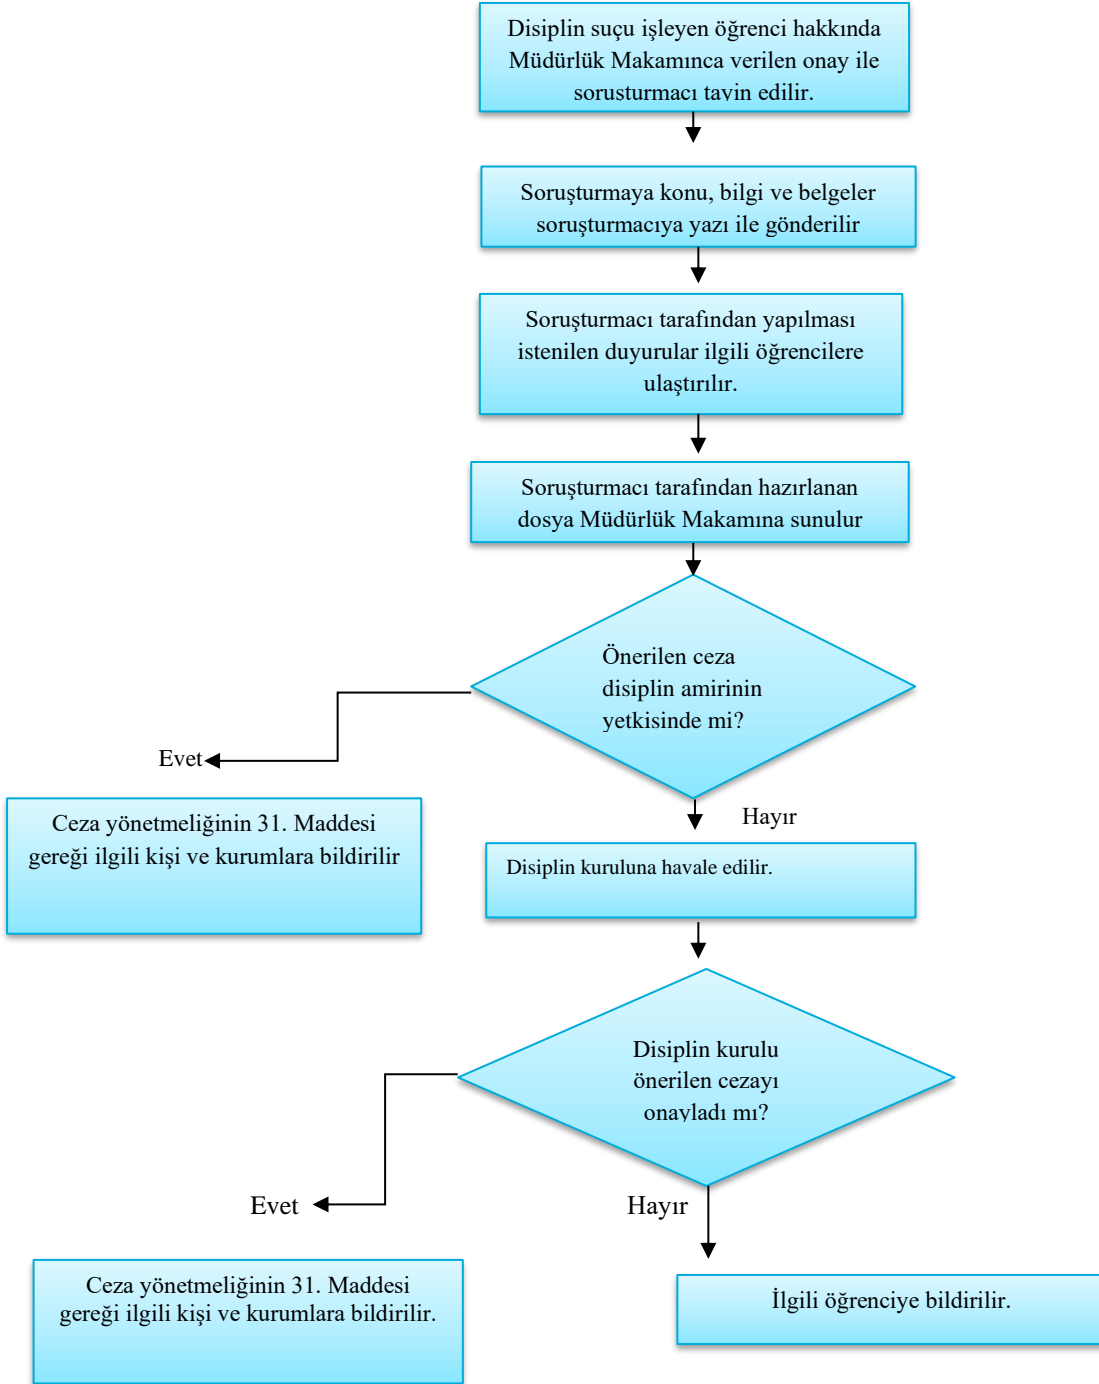 Disiplin suçu işleyen öğrenci hakkında
Müdürlük Makamınca verilen onay ile
soruşturmacı tayin edilir.
Soruşturmaya konu, bilgi ve belgeler
soruşturmacıya yazı ile gönderilir
Soruşturmacı tarafından yapılması
istenilen duyurular ilgili öğrencilere
ulaştırılır.
Soruşturmacı tarafından hazırlanan
dosya Müdürlük Makamına sunulur
Önerilen ceza
disiplin amirinin
yetkisinde mi?
Evet
Ceza yönetmeliğinin 31. Maddesi
gereği ilgili kişi ve kurumlara bildirilir
Hayır
Disiplin kuruluna havale edilir.
Disiplin kurulu
önerilen cezayı
onayladı mı?
Evet
Hayır
Ceza yönetmeliğinin 31. Maddesi
gereği ilgili kişi ve kurumlara bildirilir.
İlgili öğrenciye bildirilir.